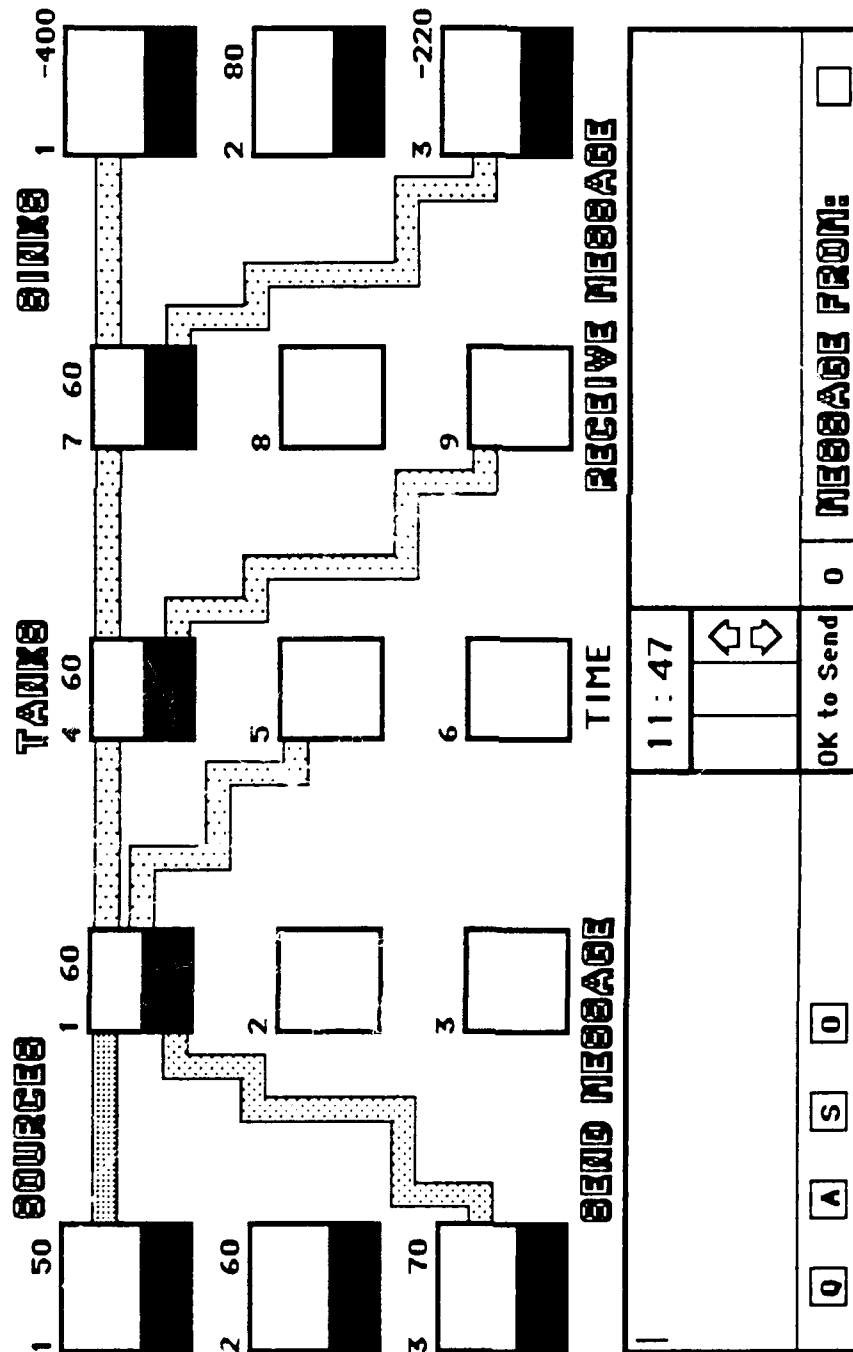 SOURCES TANKS SINKS
1 50
1 60
4 60
7 60
1 -400
2 60
2
5
8
2 80
3 70
3
6
9
3 -220
SEND MESSAGE
TIME
RECEIVE MESSAGE
11:47
Q A S O
OK to Send
0
MESSAGE FROM: